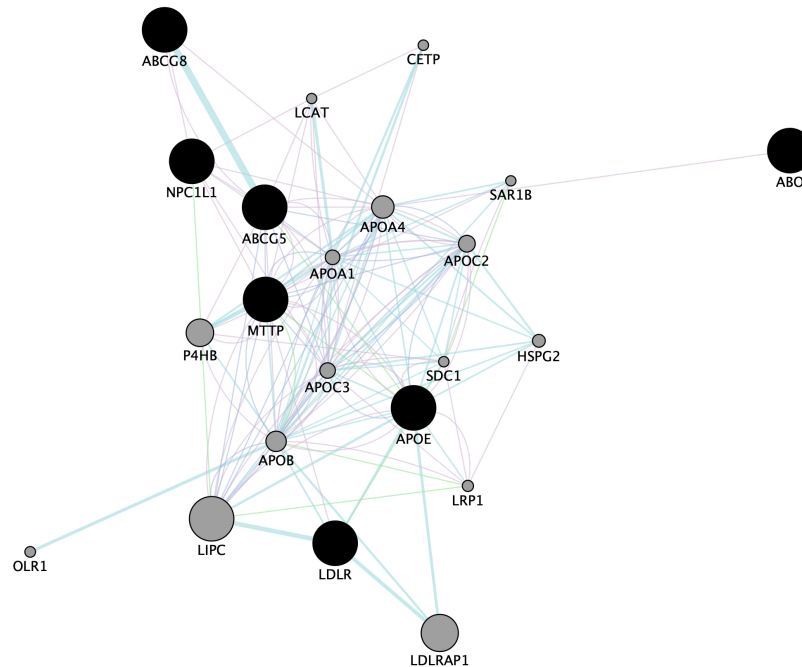 ABCG8
CETP
LCAT
ABO
NPC1L1
SAR1B
ABCG5
APOA4
APOC2
APOA1
MTTP
P4HB
HSPG2
SDC1
APOC3
APOE
APOB
LRP1
LIPC
OLR1
LDLR
LDLRAP1